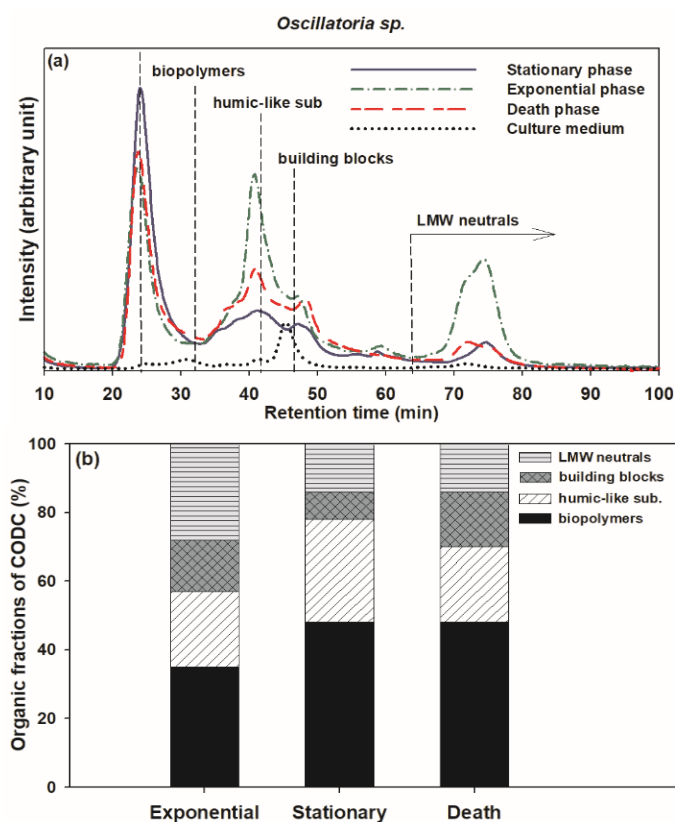 Oscillatoria sp.
(a)
biopolymers
humic-like sub
building blocks
LMW neutrals
Stationary phase
Exponential phase
Death phase
Culture medium
Intensity (arbitrary unit)
10 20 30 40 50 60 70 80 90 100
Retention time (min)
(b)
LMW neutrals
building blocks
humic-like sub.
biopolymers
Organic fractions of CODC (%)
100
80
60
40
20
0
Exponential Stationary Death